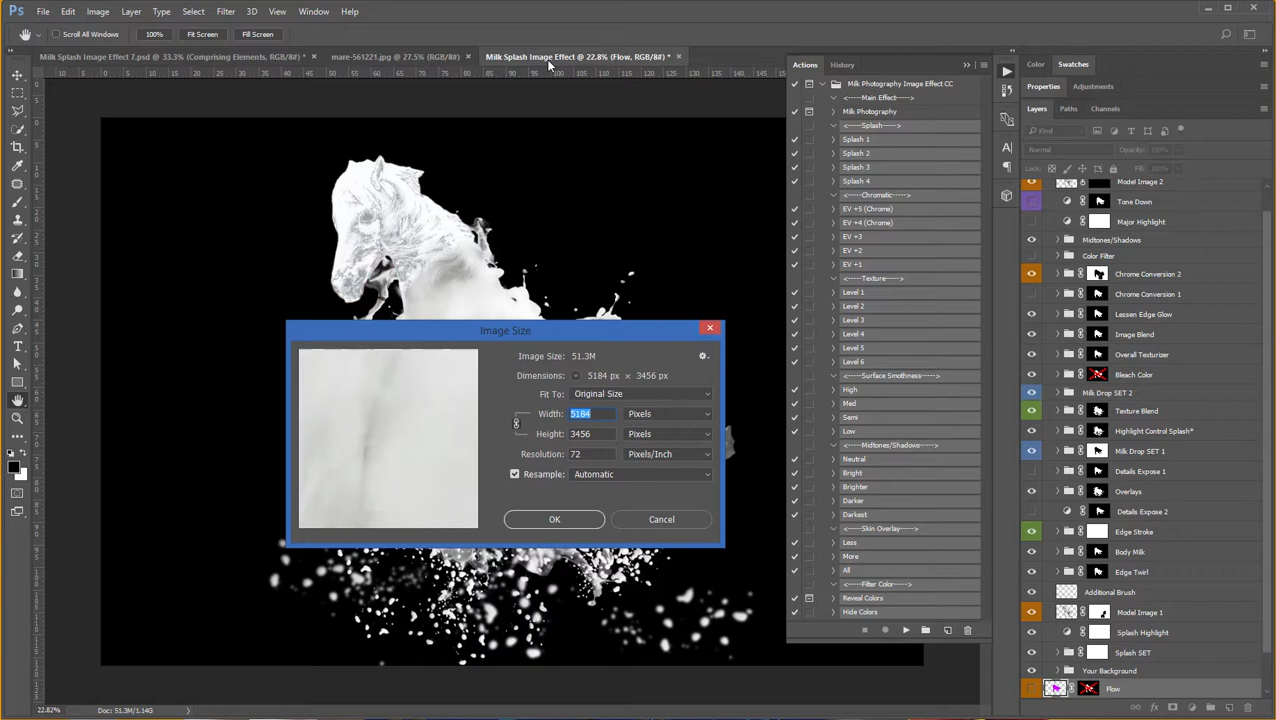 Ps File Edit Image Layer Type Select Filter 3D View Window Help
Scroll All Windows 100% Fit Screen Fill Screen
Milk Splash Image Effect 7.psd @ 33.3% (Comprising Elements, RGB/8#) * × mare-561221.jpg @ 27.5% (RGB/8#) × Milk Splash Image Effect @ 22.8% (Flow, RGB/8#) * ×
Actions History
Milk Photography Image Effect CC
<-----Main Effect----->
Milk Photography
<-----Splash----->
Splash 1
Splash 2
Splash 3
Splash 4
<-----Chromatic----->
EV +5 (Chrome)
EV +4 (Chrome)
EV +3
EV +2
EV +1
<-----Texture----->
Level 1
Level 2
Level 3
Level 4
Level 5
Level 6
<-----Surface Smothness----->
High
Med
Semi
Low
<-----Midtones/Shadows----->
Neutral
Bright
Brighter
Darker
Darkest
<-----Skin Overlay----->
Less
More
All
<-----Filter Color----->
Reveal Colors
Hide Colors
Image Size
Image Size: 51.3M
Dimensions: 5184 px × 3456 px
Fit To: Original Size
Width: 5184 Pixels
Height: 3456 Pixels
Resolution: 72 Pixels/Inch
Resample: Automatic
OK Cancel
Color Swatches
Properties Adjustments
Layers Paths Channels
Kind
Normal Opacity: 100%
Lock: Fill: 100%
Model Image 2
Tone Down
Major Highlight
Midtones/Shadows
Color Filter
Chrome Conversion 2
Chrome Conversion 1
Lessen Edge Glow
Image Blend
Overall Texturizer
Bleach Color
Milk Drop SET 2
Texture Blend
Highlight Control Splash*
Milk Drop SET 1
Details Expose 1
Overlays
Details Expose 2
Edge Stroke
Body Milk
Edge Twirl
Additional Brush
Model Image 1
Splash Highlight
Splash SET
Your Background
Flow
22.82% Doc: 51.3M/1.14G